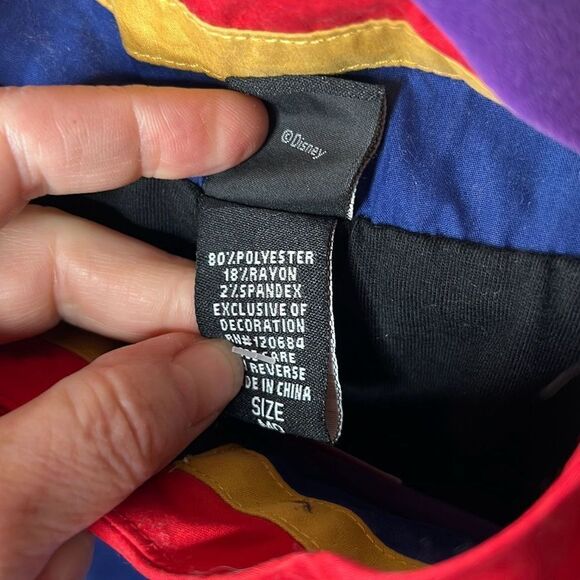 ©Disney
80%POLYESTER
18%RAYON
2%SPANDEX
EXCLUSIVE OF
DECORATION
RN#120684
CARE
REVERSE
IN CHINA
SIZE